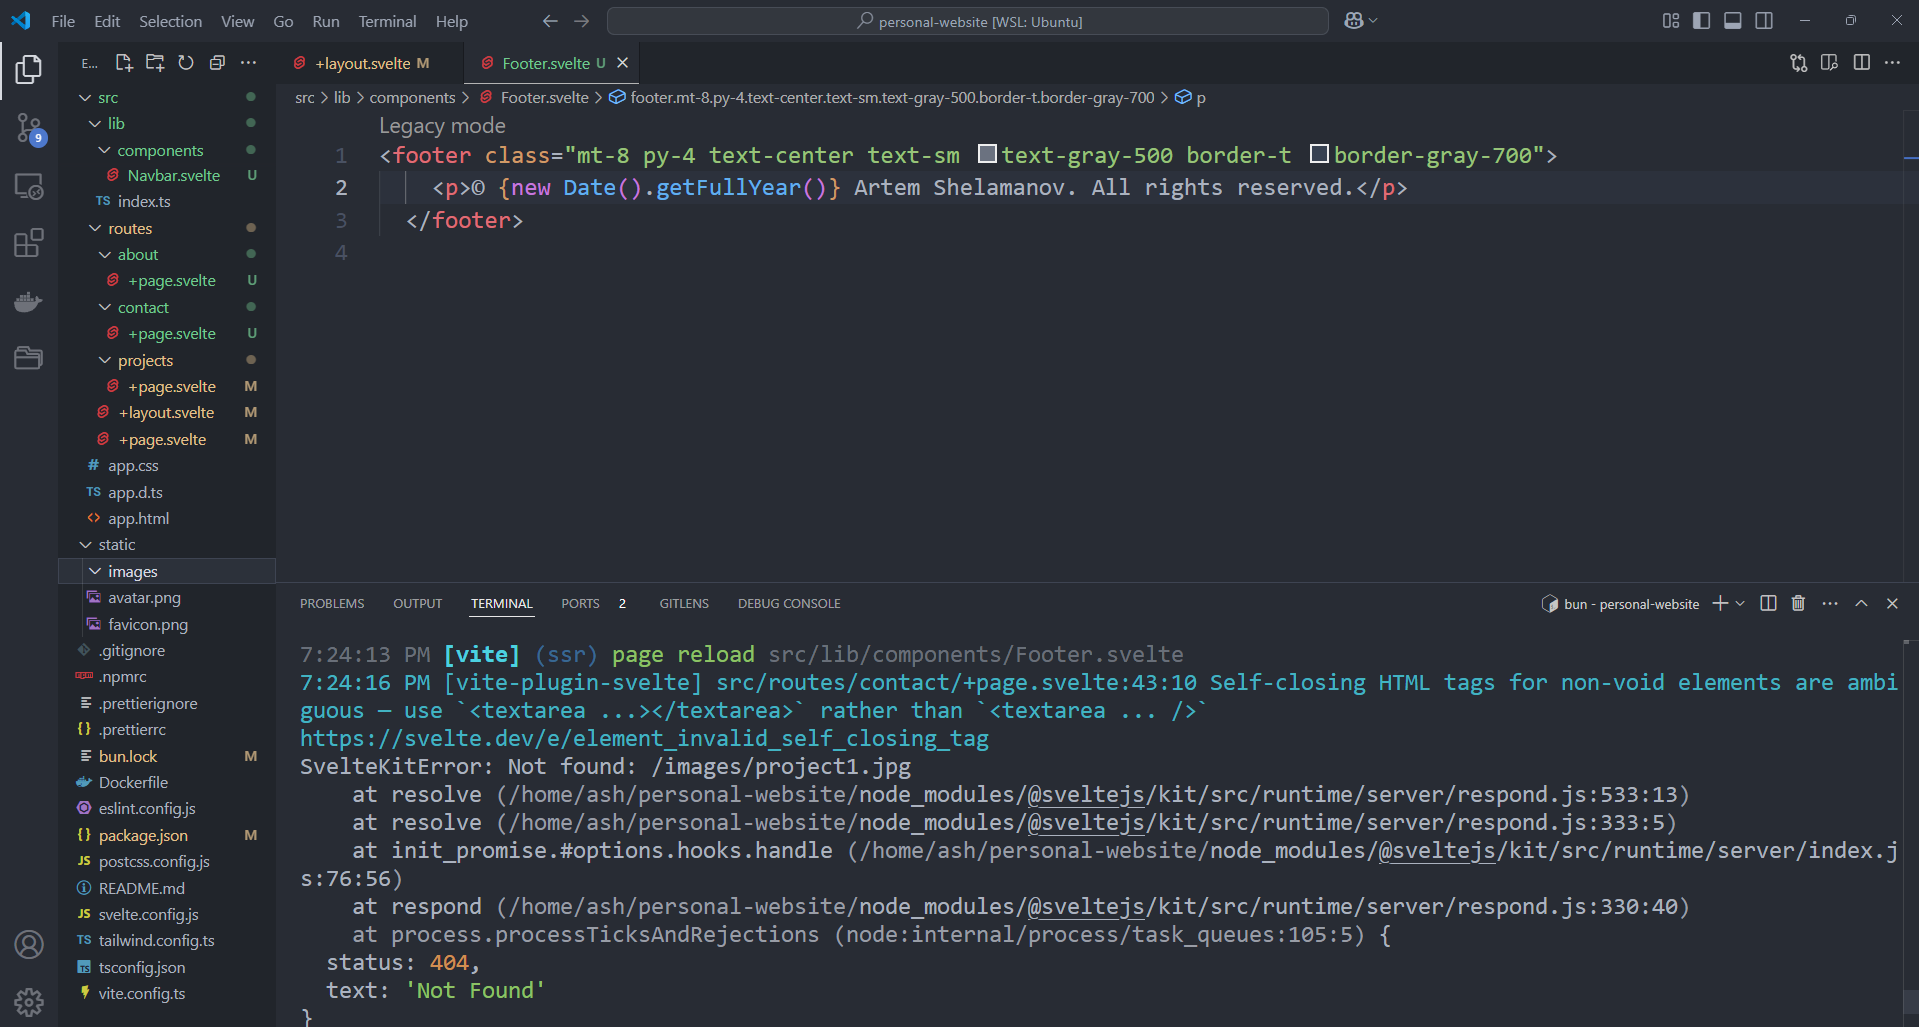 File Edit Selection View Go Run Terminal Help
personal-website [WSL: Ubuntu]
E...
+layout.svelte M
Footer.svelte U
src
lib
components
Navbar.svelte U
TS index.ts
routes
about
+page.svelte U
contact
+page.svelte U
projects
+page.svelte M
+layout.svelte M
+page.svelte M
# app.css
TS app.d.ts
<> app.html
static
images
avatar.png
favicon.png
.gitignore
.npmrc
.prettierignore
{} .prettierrc
bun.lock M
Dockerfile
eslint.config.js
{} package.json M
JS postcss.config.js
README.md
JS svelte.config.js
TS tailwind.config.ts
TS tsconfig.json
vite.config.ts
9
src > lib > components > Footer.svelte > footer.mt-8.py-4.text-center.text-sm.text-gray-500.border-t.border-gray-700 > p
Legacy mode
1 <footer class="mt-8 py-4 text-center text-sm text-gray-500 border-t border-gray-700">
2 <p>© {new Date().getFullYear()} Artem Shelamanov. All rights reserved.</p>
3 </footer>
4
PROBLEMS OUTPUT TERMINAL PORTS 2 GITLENS DEBUG CONSOLE
bun - personal-website
7:24:13 PM [vite] (ssr) page reload src/lib/components/Footer.svelte
7:24:16 PM [vite-plugin-svelte] src/routes/contact/+page.svelte:43:10 Self-closing HTML tags for non-void elements are ambi
guous — use `<textarea ...></textarea>` rather than `<textarea ... />`
https://svelte.dev/e/element_invalid_self_closing_tag
SvelteKitError: Not found: /images/project1.jpg
at resolve (/home/ash/personal-website/node_modules/@sveltejs/kit/src/runtime/server/respond.js:533:13)
at resolve (/home/ash/personal-website/node_modules/@sveltejs/kit/src/runtime/server/respond.js:333:5)
at init_promise.#options.hooks.handle (/home/ash/personal-website/node_modules/@sveltejs/kit/src/runtime/server/index.j
s:76:56)
at respond (/home/ash/personal-website/node_modules/@sveltejs/kit/src/runtime/server/respond.js:330:40)
at process.processTicksAndRejections (node:internal/process/task_queues:105:5) {
status: 404,
text: 'Not Found'
}